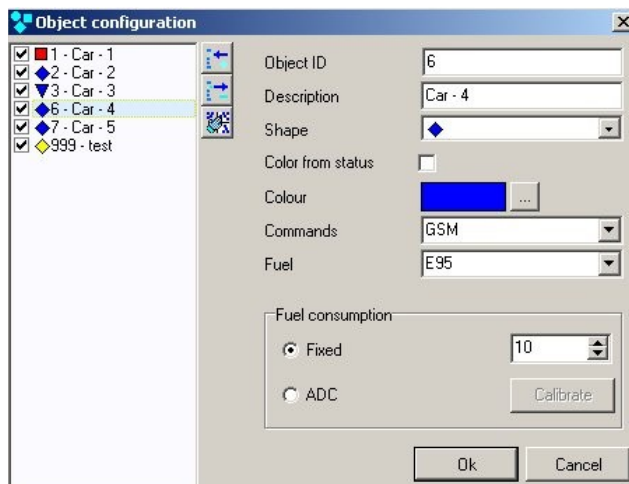 Object configuration
1 - Car - 1
2 - Car - 2
3 - Car - 3
6 - Car - 4
7 - Car - 5
999 - test
Object ID 6
Description Car - 4
Shape
Color from status
Colour ...
Commands GSM
Fuel E95
Fuel consumption
Fixed 10
ADC Calibrate
Ok Cancel